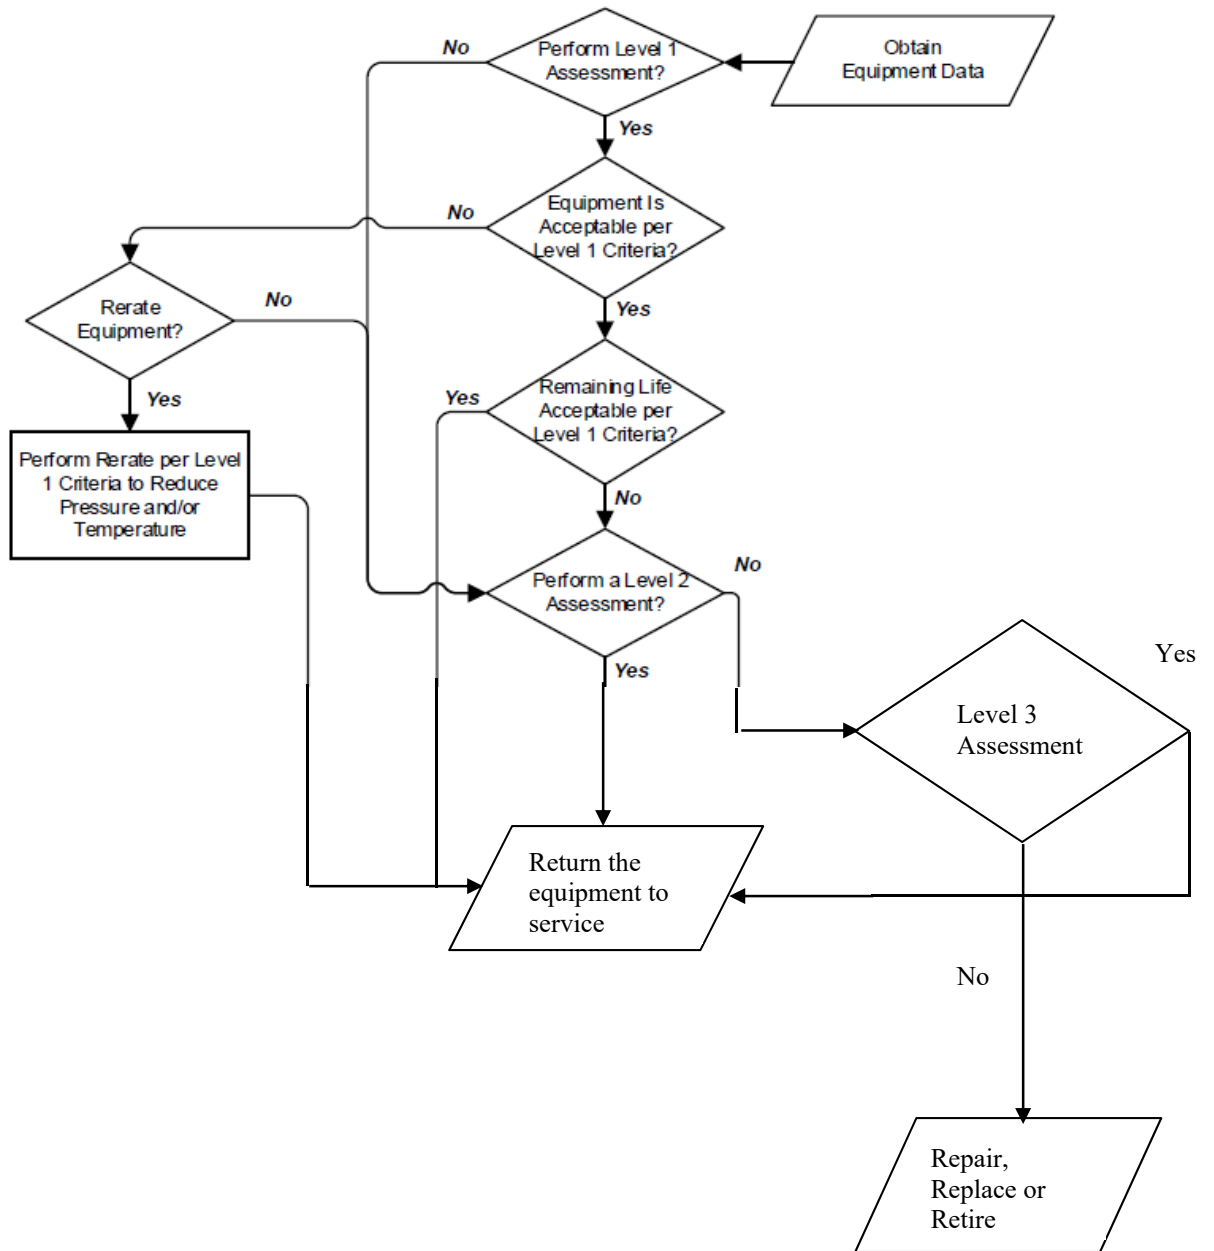 No
Perform Level 1
Assessment?
Obtain
Equipment Data
Yes
No
Equipment Is
Acceptable per
Level 1 Criteria?
Rerate
Equipment?
No
Yes
Yes
Perform Rerate per Level
1 Criteria to Reduce
Pressure and/or
Temperature
Yes
Remaining Life
Acceptable per
Level 1 Criteria?
No
Perform a Level 2
Assessment?
No
Yes
Yes
Level 3
Assessment
Return the
equipment to
service
No
Repair,
Replace or
Retire